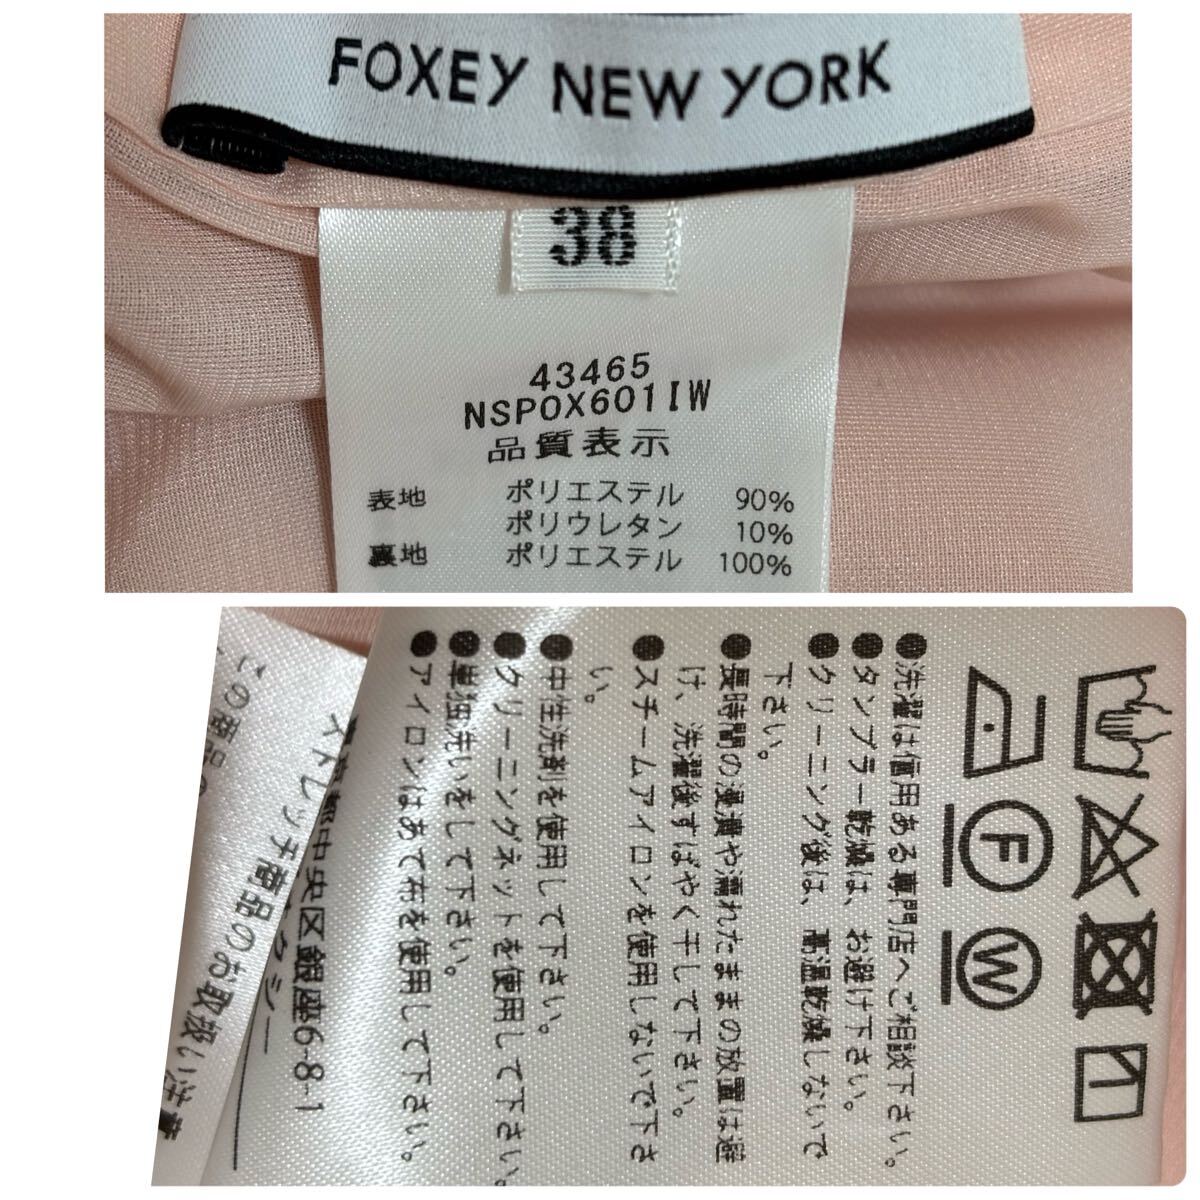 FOXEY NEW YORK
38
43465
NSPOX601IW
品質表示
表地 ポリエステル 90%
ポリウレタン 10%
裏地 ポリエステル 100%
F
W
●洗濯は信用ある専門店へご相談下さい。
●タンブラー乾燥は、お避け下さい。
●クリーニング後は、高温乾燥しないで
下さい。
●長時間の浸漬や濡れたままの放置は避
け、洗濯後すばやく干して下さい。
●スチームアイロンを使用しないで下さ
い。
●中性洗剤を使用して下さい。
●クリーニングネットを使用して下さい。
●単独洗いをして下さい。
●アイロンはあて布を使用して下さい。
都中央区銀座6-8-1
ストレッチ商品のお取扱い注意
この商品の